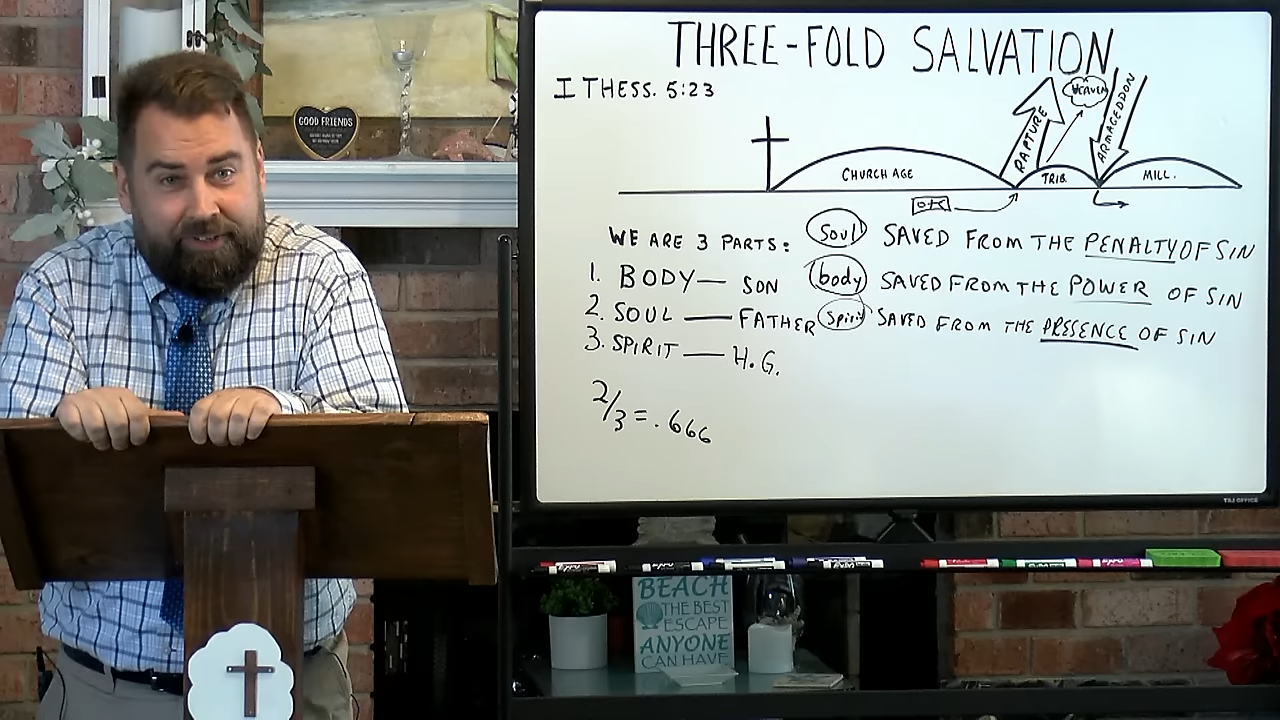 THREE-FOLD SALVATION
I THESS. 5:23
CHURCH AGE
RAPTURE
TRIB.
HEAVEN
ARMAGEDDON
MILL.
WE ARE 3 PARTS:
1. BODY — SON
2. SOUL — FATHER
3. SPIRIT — H.G.
2/3 = .666
Soul SAVED FROM THE PENALTY OF SIN
body SAVED FROM THE POWER OF SIN
Spirit SAVED FROM THE PRESENCE OF SIN
GOOD FRIENDS
BEACH
THE BEST
ESCAPE
ANYONE
CAN HAVE